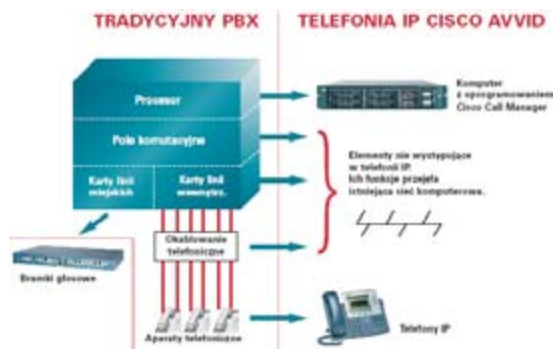 TRADYCYJNY PBX
TELEFONIA IP CISCO AVVID
Procesor
Pole komutacyjne
Karty linii
miejskich
Karty linii
wewnętrz.
Okablowanie
telefoniczne
Bramki głosowe
Aparaty telefoniczne
Komputer
z oprogramowaniem
Cisco Call Manager
Elementy nie występujące
w telefonii IP.
Ich funkcje przejęła
istniejąca sieć komputerowa.
Telefony IP